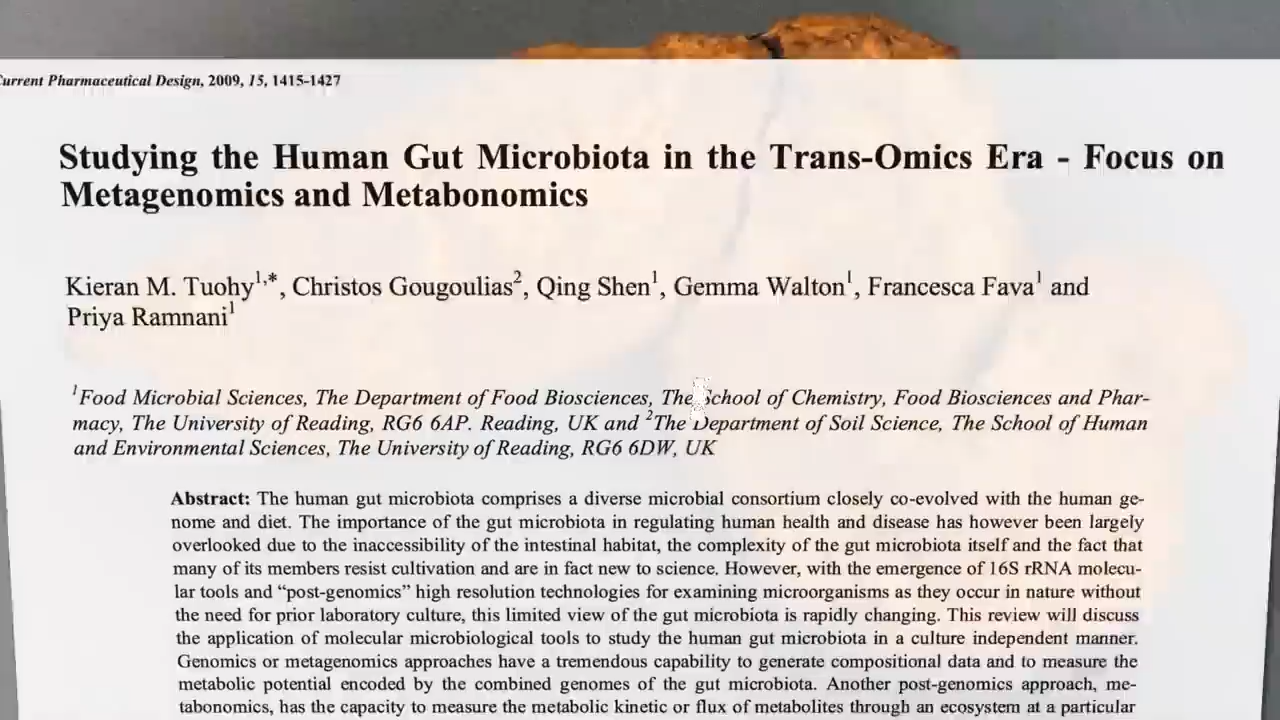 Current Pharmaceutical Design, 2009, 15, 1415-1427
Studying the Human Gut Microbiota in the Trans-Omics Era - Focus on
Metagenomics and Metabonomics
Kieran M. Tuohy1,*, Christos Gougoulias2, Qing Shen1, Gemma Walton1, Francesca Fava1 and
Priya Ramnani1
1Food Microbial Sciences, The Department of Food Biosciences, The School of Chemistry, Food Biosciences and Phar-
macy, The University of Reading, RG6 6AP. Reading, UK and 2The Department of Soil Science, The School of Human
and Environmental Sciences, The University of Reading, RG6 6DW, UK
Abstract: The human gut microbiota comprises a diverse microbial consortium closely co-evolved with the human ge-
nome and diet. The importance of the gut microbiota in regulating human health and disease has however been largely
overlooked due to the inaccessibility of the intestinal habitat, the complexity of the gut microbiota itself and the fact that
many of its members resist cultivation and are in fact new to science. However, with the emergence of 16S rRNA molecu-
lar tools and “post-genomics” high resolution technologies for examining microorganisms as they occur in nature without
the need for prior laboratory culture, this limited view of the gut microbiota is rapidly changing. This review will discuss
the application of molecular microbiological tools to study the human gut microbiota in a culture independent manner.
Genomics or metagenomics approaches have a tremendous capability to generate compositional data and to measure the
metabolic potential encoded by the combined genomes of the gut microbiota. Another post-genomics approach, me-
tabonomics, has the capacity to measure the metabolic kinetic or flux of metabolites through an ecosystem at a particular